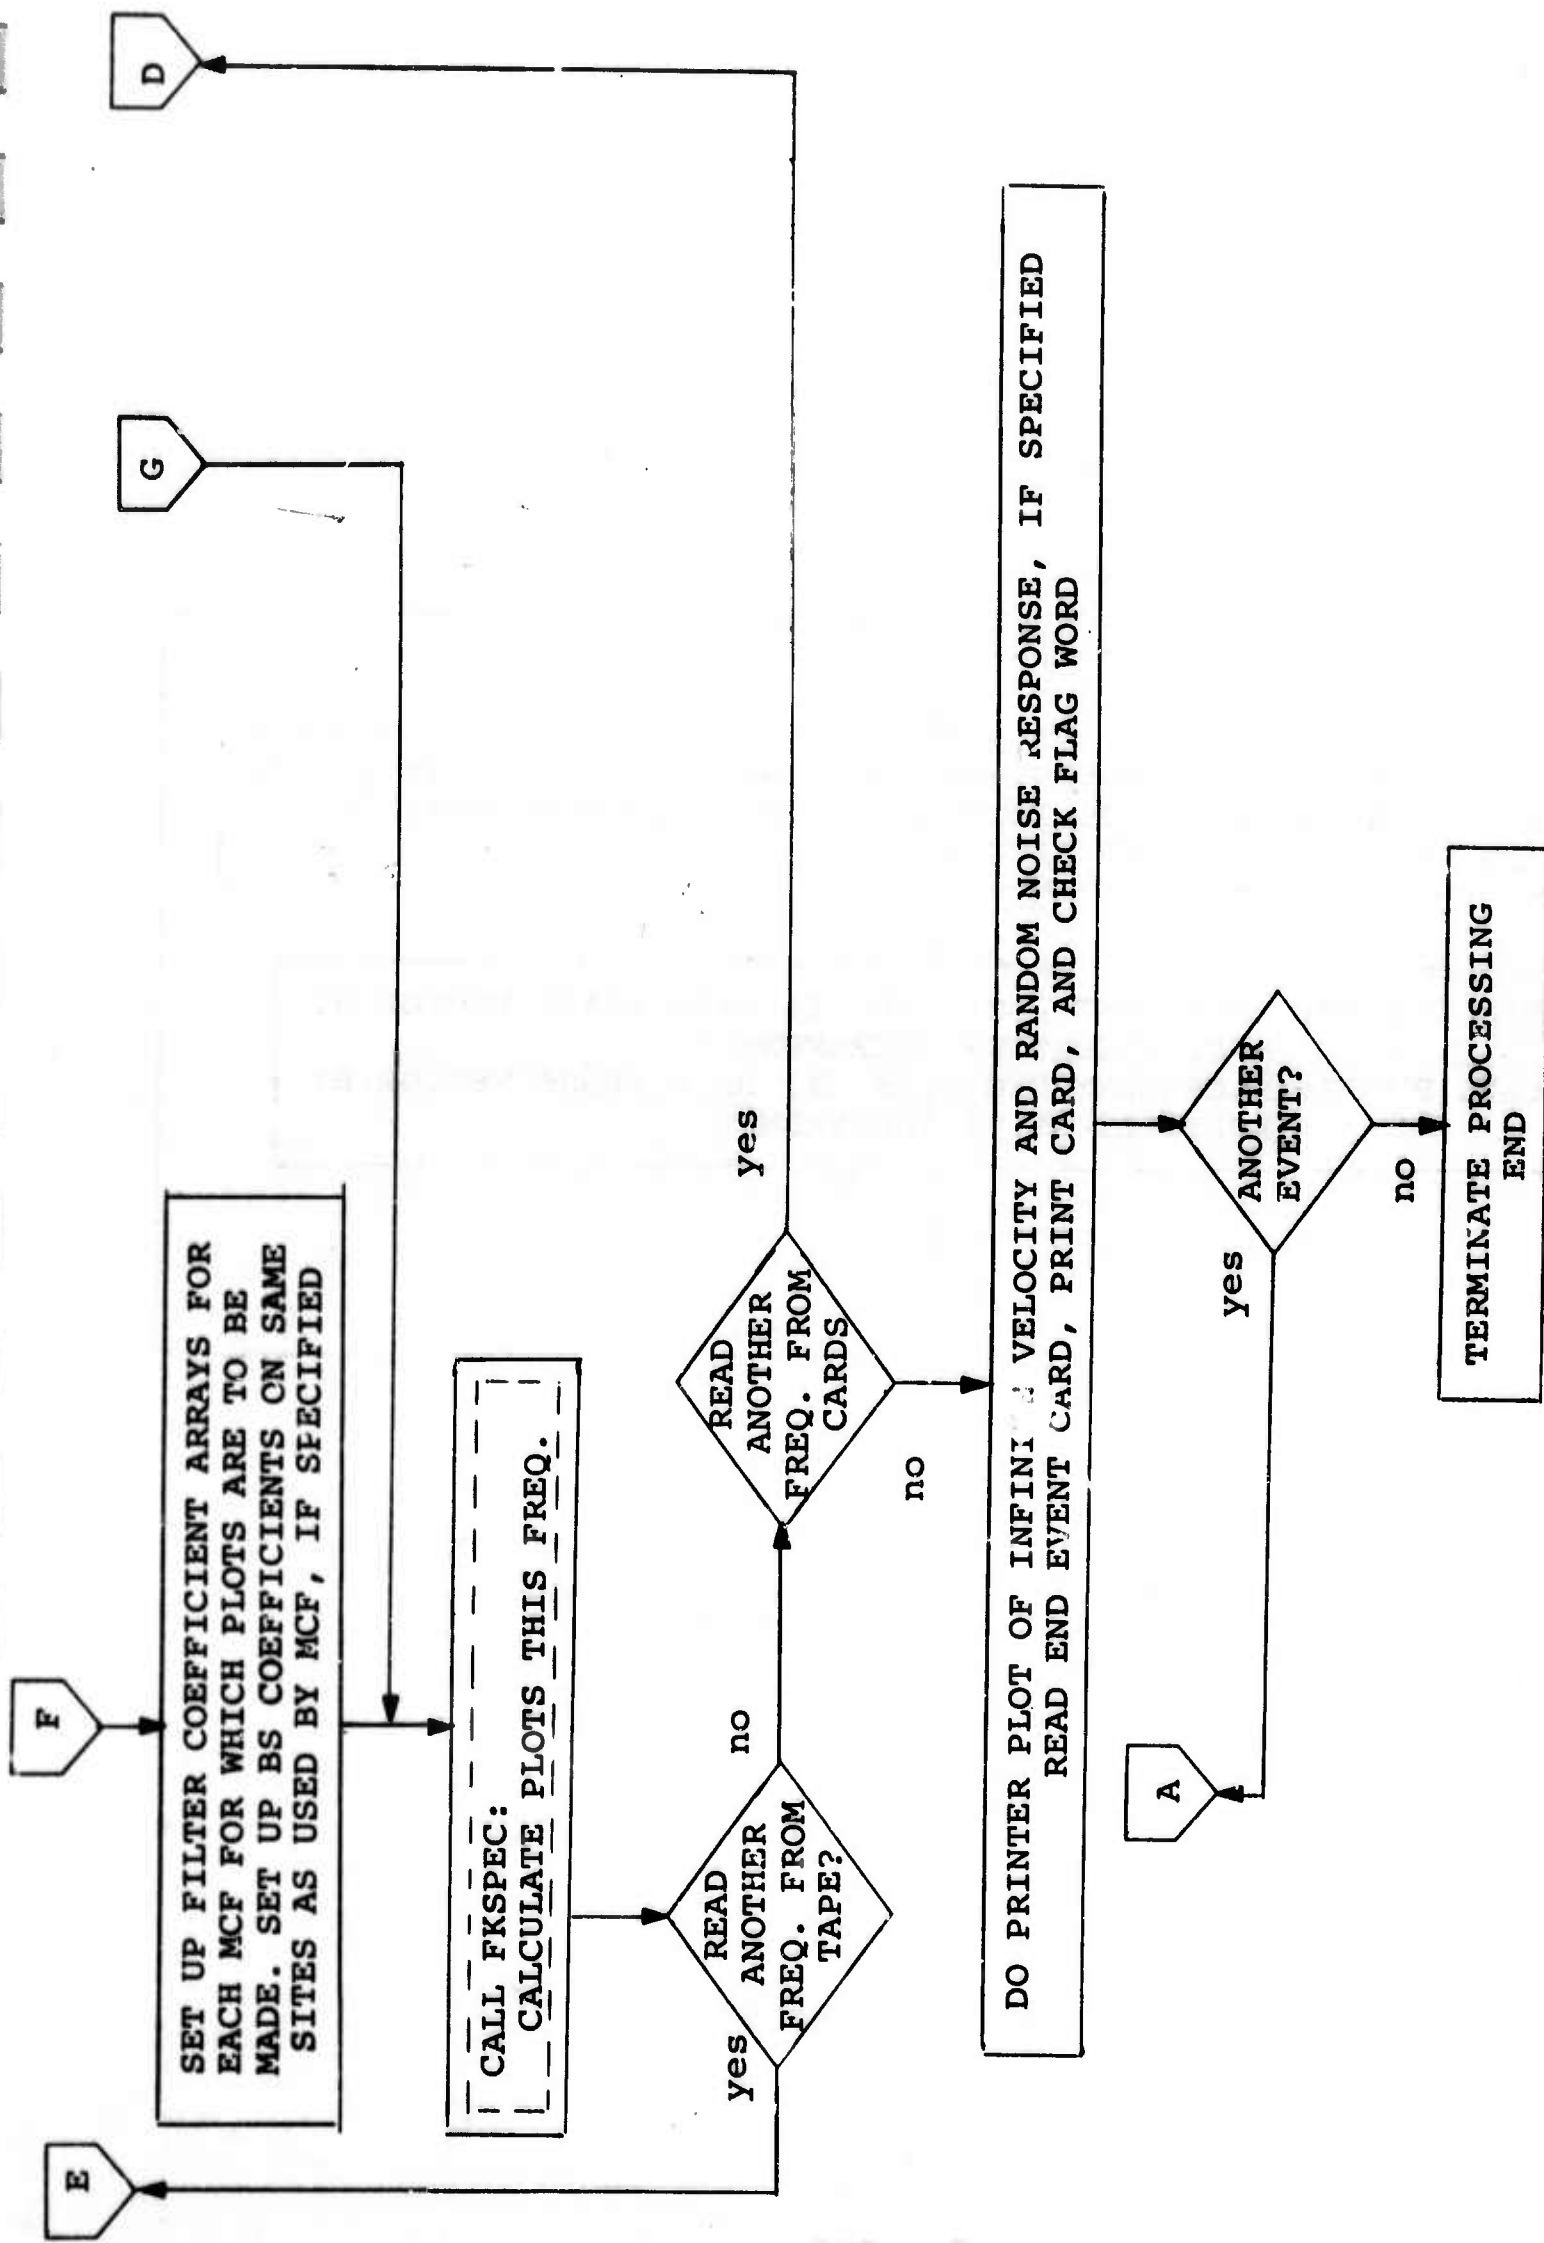 F
SET UP FILTER COEFFICIENT ARRAYS FOR
EACH MCF FOR WHICH PLOTS ARE TO BE
MADE. SET UP BS COEFFICIENTS ON SAME
SITES AS USED BY MCF, IF SPECIFIED
E
G
D
CALL FKSPEC:
CALCULATE PLOTS THIS FREQ.
READ
ANOTHER
FREQ. FROM
TAPE?
yes
no
READ
ANOTHER
FREQ. FROM
CARDS
yes
no
DO PRINTER PLOT OF VELOCITY AND RANDOM NOISE RESPONSE, IF SPECIFIED
READ END EVENT CARD, PRINT CARD, AND CHECK FLAG WORD
A
ANOTHER
EVENT?
yes
no
TERMINATE PROCESSING
END